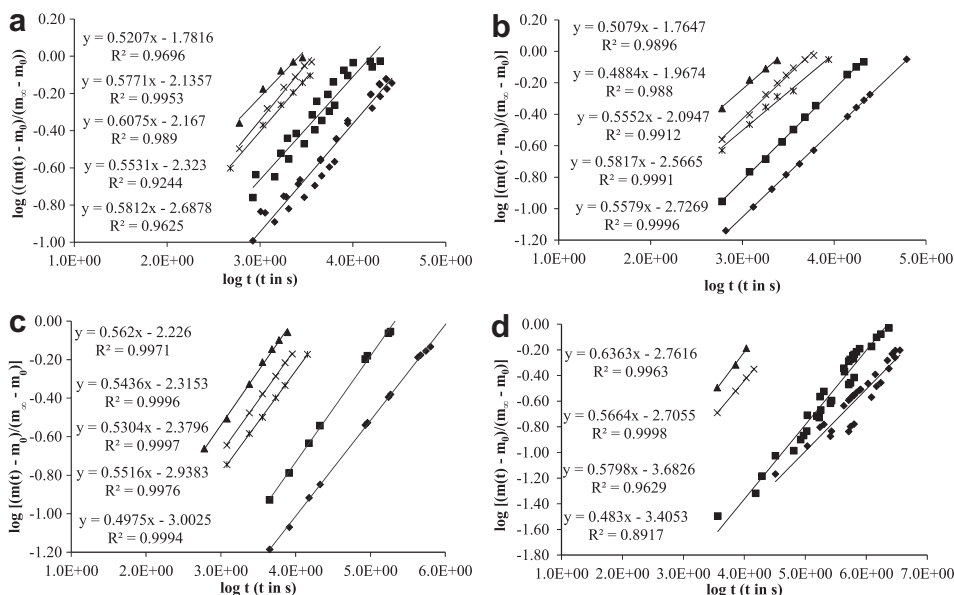 a
0.20
0.00
-0.20
-0.40
-0.60
-0.80
-1.00
log ((m(t) - m₀)/(m∞ - m₀))
y = 0.5207x - 1.7816
R² = 0.9696
y = 0.5771x - 2.1357
R² = 0.9953
y = 0.6075x - 2.167
R² = 0.989
y = 0.5531x - 2.323
R² = 0.9244
y = 0.5812x - 2.6878
R² = 0.9625
1.0E+00 2.0E+00 3.0E+00 4.0E+00 5.0E+00
log t (t in s)
b
0.20
0.00
-0.20
-0.40
-0.60
-0.80
-1.00
-1.20
log [(m(t) - m₀)/(m∞ - m₀)]
y = 0.5079x - 1.7647
R² = 0.9896
y = 0.4884x - 1.9674
R² = 0.988
y = 0.5552x - 2.0947
R² = 0.9912
y = 0.5817x - 2.5665
R² = 0.9991
y = 0.5579x - 2.7269
R² = 0.9996
1.0E+00 2.0E+00 3.0E+00 4.0E+00 5.0E+00
log t (t in s)
c
0.00
-0.20
-0.40
-0.60
-0.80
-1.00
-1.20
log [(m(t) - m₀)/(m∞ - m₀)]
y = 0.562x - 2.226
R² = 0.9971
y = 0.5436x - 2.3153
R² = 0.9996
y = 0.5304x - 2.3796
R² = 0.9997
y = 0.5516x - 2.9383
R² = 0.9976
y = 0.4975x - 3.0025
R² = 0.9994
1.0E+00 2.0E+00 3.0E+00 4.0E+00 5.0E+00 6.0E+00
log t (t in s)
d
0.00
-0.20
-0.40
-0.60
-0.80
-1.00
-1.20
-1.40
-1.60
-1.80
log [(m(t) - m₀)/(m∞ - m₀)]
y = 0.6363x - 2.7616
R² = 0.9963
y = 0.5664x - 2.7055
R² = 0.9998
y = 0.5798x - 3.6826
R² = 0.9629
y = 0.483x - 3.4053
R² = 0.8917
1.0E+00 2.0E+00 3.0E+00 4.0E+00 5.0E+00 6.0E+00 7.0E+00
log t (t in s)